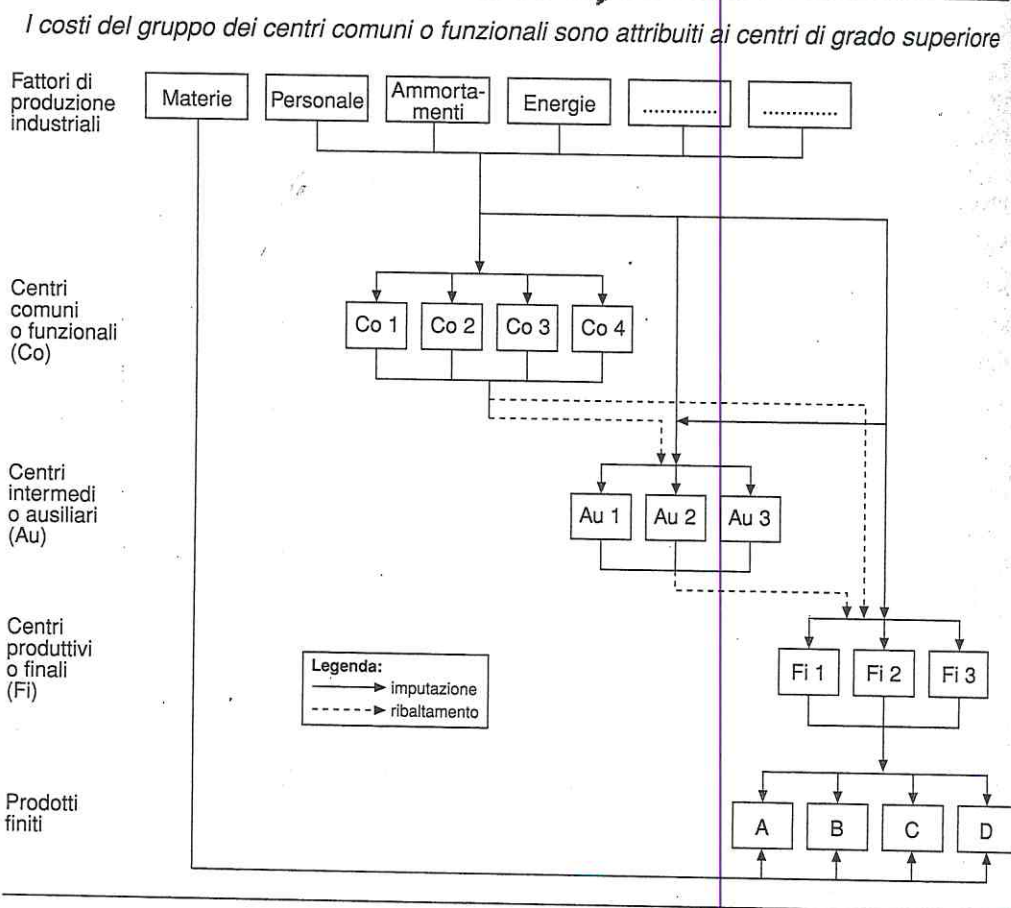 I costi del gruppo dei centri comuni o funzionali sono attribuiti ai centri di grado superiore
Fattori di
produzione
industriali
Materie
Personale
Ammorta-
menti
Energie
.............
.............
Centri
comuni
o funzionali
(Co)
Co 1
Co 2
Co 3
Co 4
Centri
intermedi
o ausiliari
(Au)
Au 1
Au 2
Au 3
Centri
produttivi
o finali
(Fi)
Legenda:
imputazione
ribaltamento
Fi 1
Fi 2
Fi 3
Prodotti
finiti
A
B
C
D